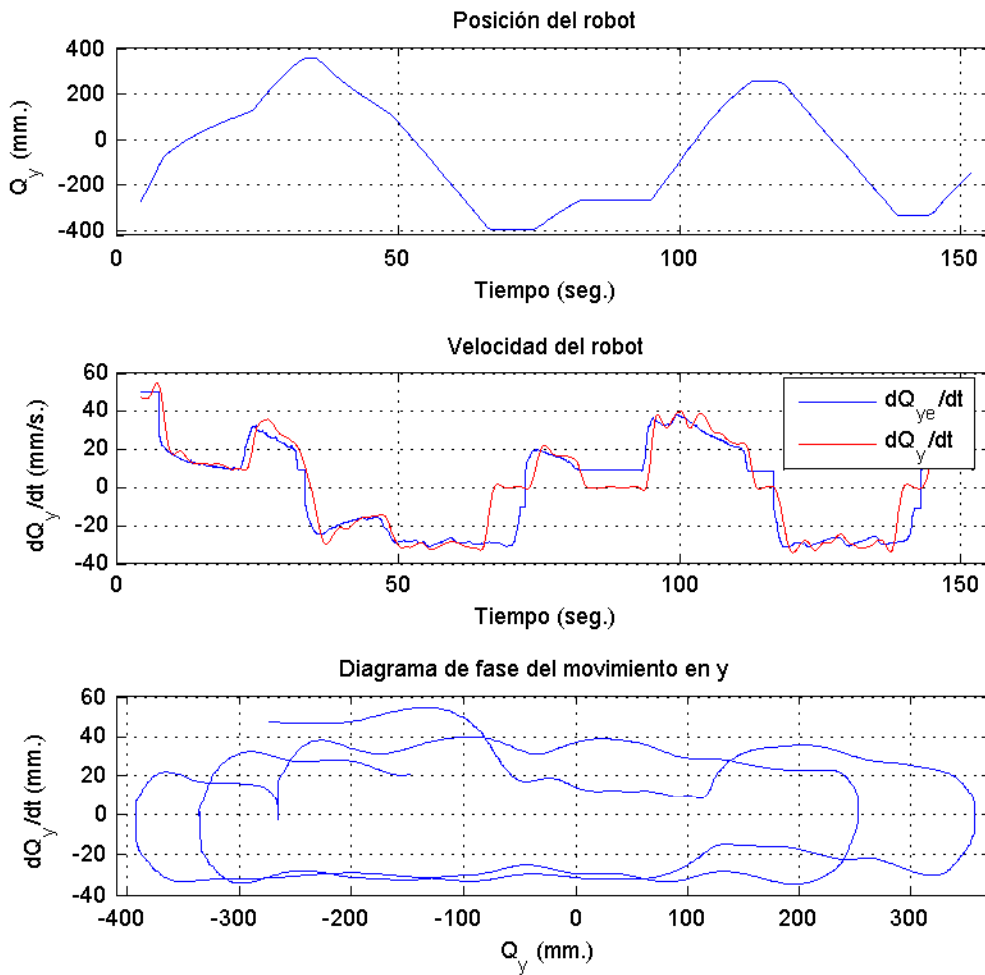 Posición del robot
400
200
0
-200
-400
Q_y (mm.)
0 50 100 150
Tiempo (seg.)
Velocidad del robot
60
40
20
0
-20
-40
dQ_y/dt (mm/s.)
dQ_ye/dt
dQ_y/dt
0 50 100 150
Tiempo (seg.)
Diagrama de fase del movimiento en y
60
40
20
0
-20
-40
dQ_y/dt (mm.)
-400 -300 -200 -100 0 100 200 300
Q_y (mm.)